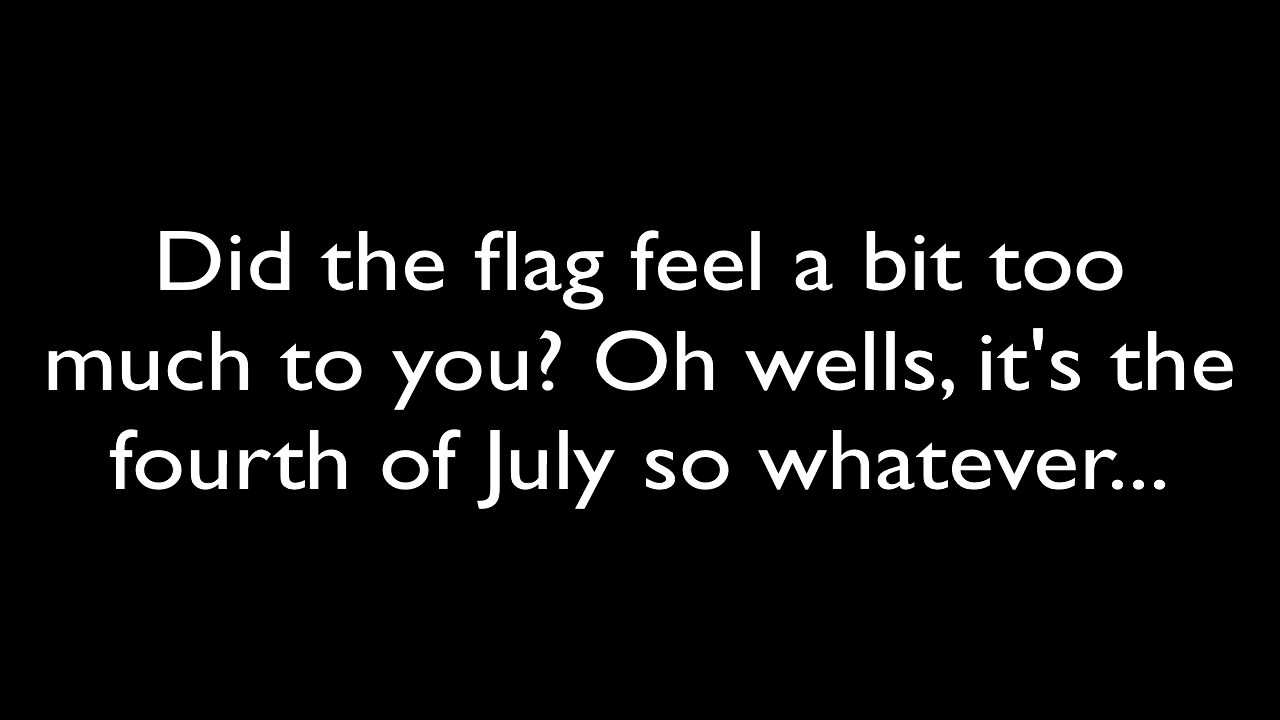 Did the flag feel a bit too
much to you? Oh wells, it's the
fourth of July so whatever...